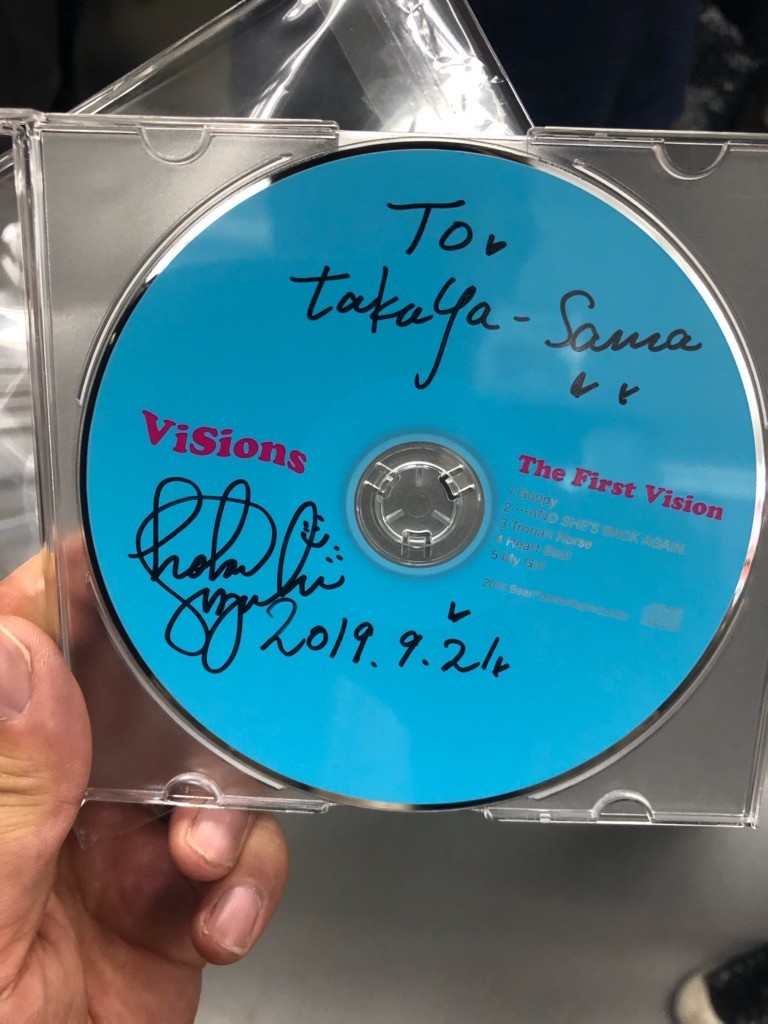 To
takaya-Sama
ViSions
The First Vision
1 Guppy
2 …AND SHE'S BACK AGAIN.
3 Trojan Horse
4 Heart Beat
5 My Girl
2019.9.21